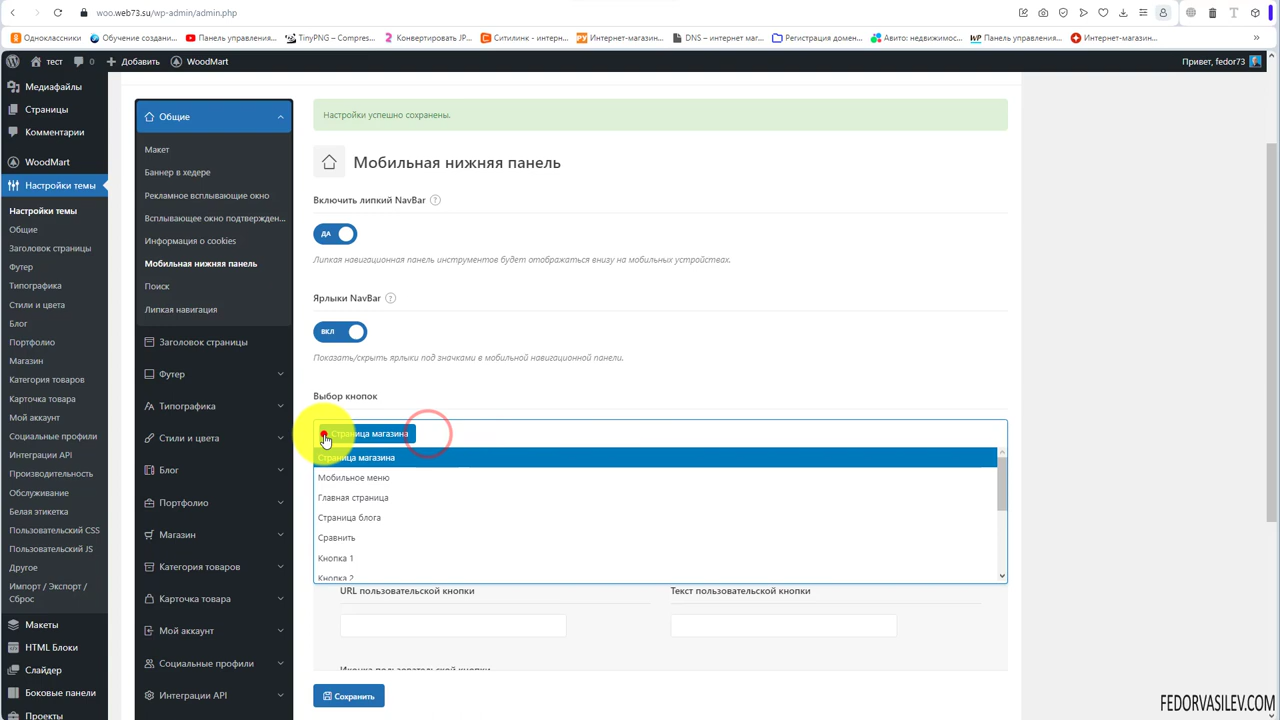 woo.web73.su/wp-admin/admin.php
Одноклассники
Обучение создани...
Панель управления...
TinyPNG – Compres...
Конвертировать JP...
Ситилинк - интерн...
Интернет-магазин...
DNS – интернет маг...
Регистрация домен...
Авито: недвижимос...
Панель управления...
Интернет-магазин...
тест
0
Добавить
WoodMart
Привет, fedor73
Медиафайлы
Страницы
Комментарии
WoodMart
Настройки темы
Настройки темы
Общие
Заголовок страницы
Футер
Типографика
Стили и цвета
Блог
Портфолио
Магазин
Категория товаров
Карточка товара
Мой аккаунт
Социальные профили
Интеграции API
Производительность
Обслуживание
Белая этикетка
Пользовательский CSS
Пользовательский JS
Другое
Импорт / Экспорт /
Сброс
Макеты
HTML Блоки
Слайдер
Боковые панели
Проекты
Общие
Макет
Баннер в хедере
Рекламное всплывающие окно
Всплывающее окно подтвержден...
Информация о cookies
Мобильная нижняя панель
Поиск
Липкая навигация
Заголовок страницы
Футер
Типографика
Стили и цвета
Блог
Портфолио
Магазин
Категория товаров
Карточка товара
Мой аккаунт
Социальные профили
Интеграции API
Настройки успешно сохранены.
Мобильная нижняя панель
Включить липкий NavBar ?
ДА
Липкая навигационная панель инструментов будет отображаться внизу на мобильных устройствах.
Ярлыки NavBar ?
ВКЛ
Показать/скрыть ярлыки под значками в мобильной навигационной панели.
Выбор кнопок
Страница магазина
Страница магазина
Мобильное меню
Главная страница
Страница блога
Сравнить
Кнопка 1
Кнопка 2
URL пользовательской кнопки
Текст пользовательской кнопки
Иконка пользовательской кнопки
Сохранить
FEDORVASILEV.COM